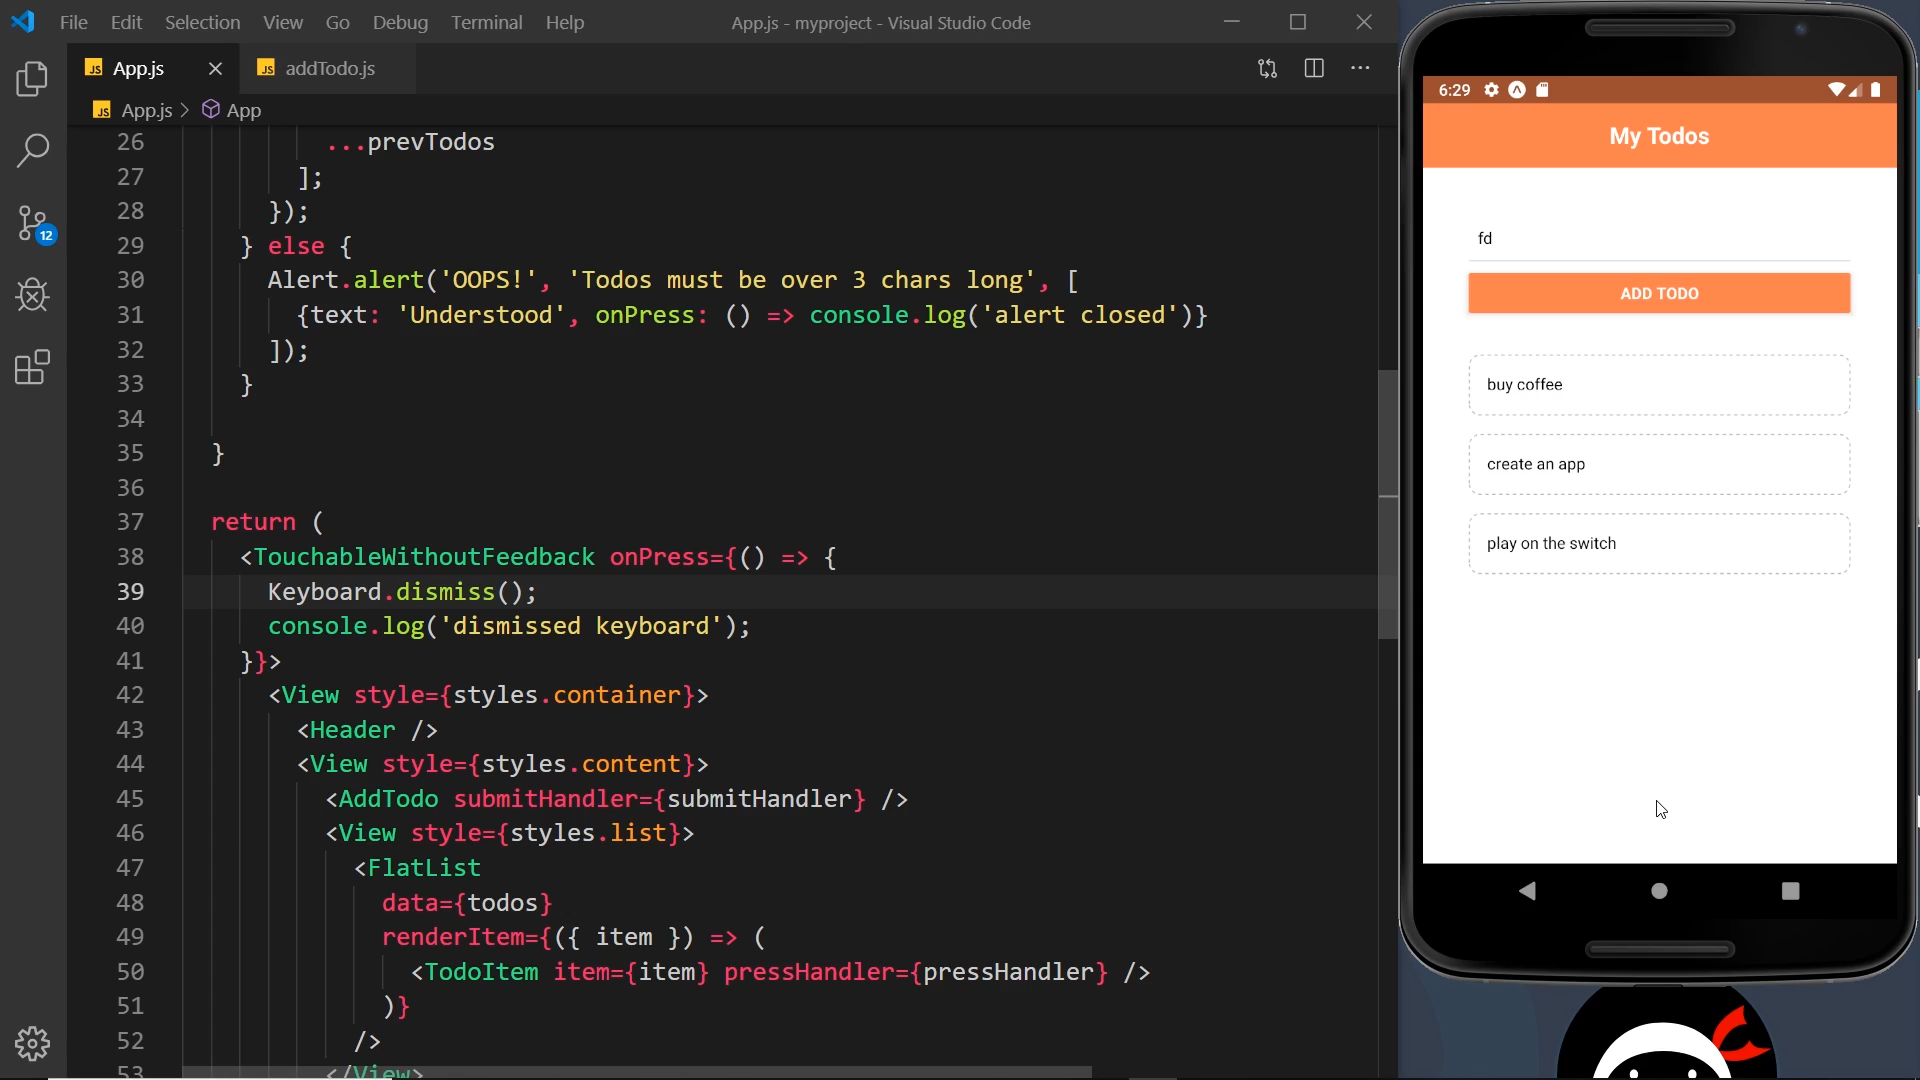 File Edit Selection View Go Debug Terminal Help
App.js - myproject - Visual Studio Code
JS App.js
JS addTodo.js
JS App.js > App
12
26 ...prevTodos
27 ];
28 });
29 } else {
30 Alert.alert('OOPS!', 'Todos must be over 3 chars long', [
31 {text: 'Understood', onPress: () => console.log('alert closed')}
32 ]);
33 }
34
35 }
36
37 return (
38 <TouchableWithoutFeedback onPress={() => {
39 Keyboard.dismiss();
40 console.log('dismissed keyboard');
41 }}>
42 <View style={styles.container}>
43 <Header />
44 <View style={styles.content}>
45 <AddTodo submitHandler={submitHandler} />
46 <View style={styles.list}>
47 <FlatList
48 data={todos}
49 renderItem={({ item }) => (
50 <TodoItem item={item} pressHandler={pressHandler} />
51 )}
52 />
53 </View>
6:29
My Todos
fd
ADD TODO
buy coffee
create an app
play on the switch